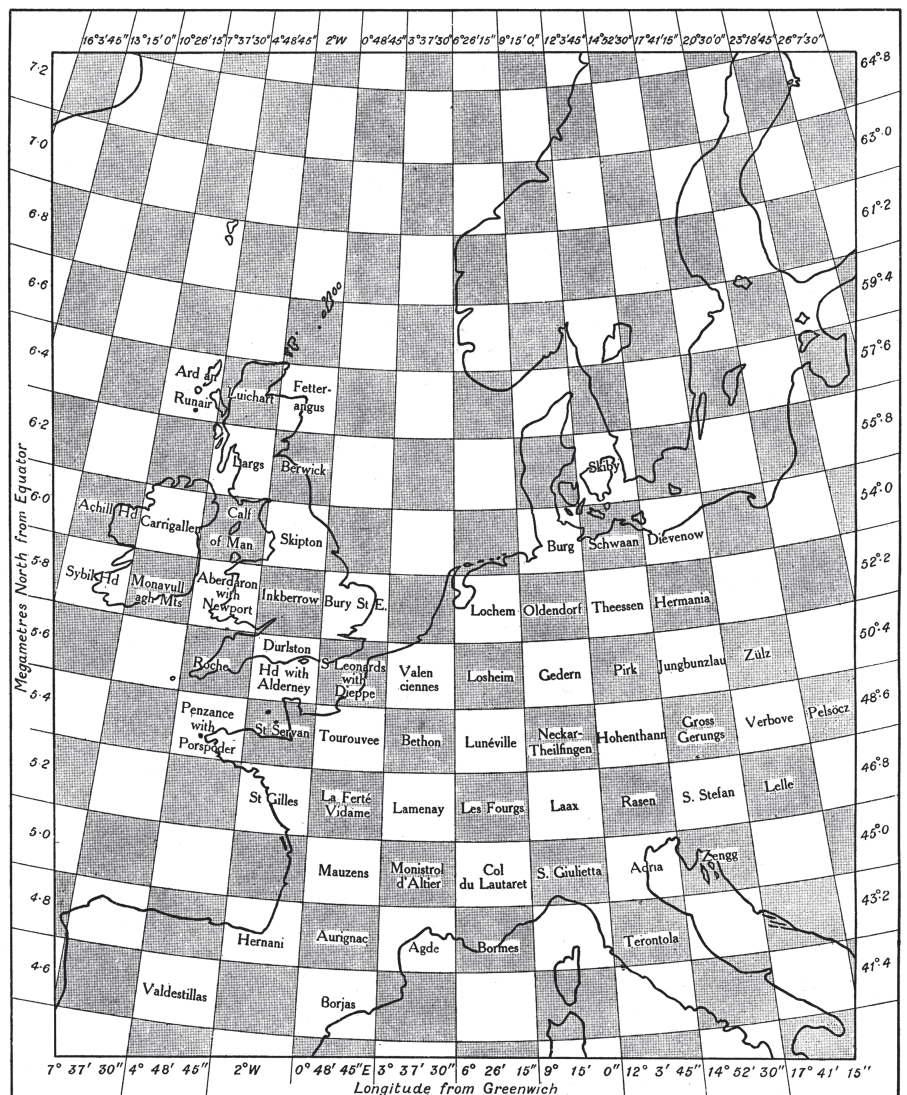 16°3'45" 13°15'0" 10°26'15" 7°37'30" 4°48'45" 2°W 0°48'45" 3°37'30" 6°26'15" 9°15'0" 12°3'45" 14°52'30" 17°41'15" 20°30'0" 23°18'45" 26°7'30"
7·2
64°·8
7·0
63°·0
6·8
61°·2
6·6
59°·4
6·4
57°·6
Ard an
Runair
Luichart
Fetter-
angus
6·2
55°·8
Largs
Berwick
Skiby
6·0
54°·0
Achill Hd
Carrigallen
Calf
of Man
Skipton
Burg
Schwaan
Dievenow
5·8
52°·2
Sybil Hd
Monavull
agh Mts
Aberdaron
with
Newport
Inkberrow
Bury St E.
Lochem
Oldendorf
Theessen
Hermania
5·6
50°·4
Roche
Durlston
Hd with
Alderney
S Leonards
with
Dieppe
Valen
ciennes
Losheim
Gedern
Pirk
Jungbunzlau
Zülz
5·4
48°·6
Penzance
with
Porspoder
St Servan
Tourouvee
Bethon
Lunéville
Neckar-
Theilfingen
Hohenthann
Gross
Gerungs
Verbove
Pelsöcz
5·2
46°·8
St Gilles
La Ferté
Vidame
Lamenay
Les Fourgs
Laax
Rasen
S. Stefan
Lelle
5·0
45°·0
Mauzens
Monistrol
d'Altier
Col
du Lautaret
S. Giulietta
Adria
Zengg
4·8
43°·2
Hernani
Aurignac
Agde
Bormes
Terontola
4·6
41°·4
Valdestillas
Borjas
Megametres North from Equator
7° 37' 30" 4° 48' 45" 2°W 0° 48' 45"E 3° 37' 30" 6° 26' 15" 9° 15' 0" 12° 3' 45" 14° 52' 30" 17° 41' 15"
Longitude from Greenwich